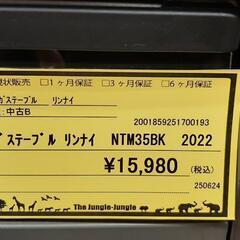 現状販売 □1ヶ月保証 □3ヶ月保証 □6ヶ月保証
ガステーブル リンナイ
:中古B
2001859251700193
ｶﾞｽﾃｰﾌﾞﾙ ﾘﾝﾅｲ NTM35BK 2022
¥15,980 (税込)
250624
The Jungle-Jungle